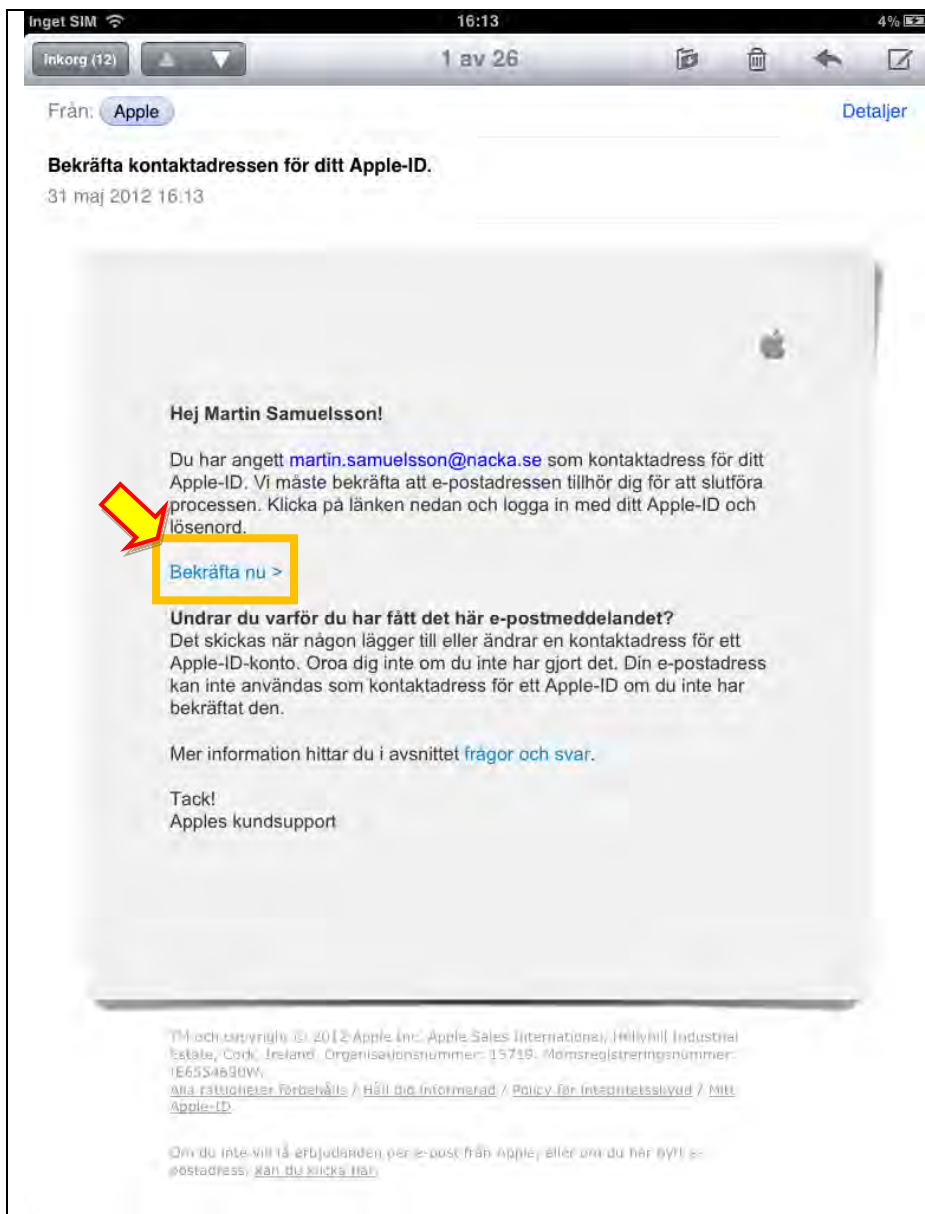 Inget SIM 16:13 4%
Inkorg (12) 1 av 26
Från: Apple Detaljer
Bekräfta kontaktadressen för ditt Apple-ID.
31 maj 2012 16:13
Hej Martin Samuelsson!
Du har angett martin.samuelsson@nacka.se som kontaktadress för ditt
Apple-ID. Vi måste bekräfta att e-postadressen tillhör dig för att slutföra
processen. Klicka på länken nedan och logga in med ditt Apple-ID och
lösenord.
Bekräfta nu >
Undrar du varför du har fått det här e-postmeddelandet?
Det skickas när någon lägger till eller ändrar en kontaktadress för ett
Apple-ID-konto. Oroa dig inte om du inte har gjort det. Din e-postadress
kan inte användas som kontaktadress för ett Apple-ID om du inte har
bekräftat den.
Mer information hittar du i avsnittet frågor och svar.
Tack!
Apples kundsupport
TM och copyright © 2012 Apple Inc. Apple Sales International, Hollyhill Industrial
Estate, Cork, Ireland. Organisationsnummer: 15719. Momsregistreringsnummer:
Alla rättigheter förbehålls / Håll dig informerad / Policy för integritetsskydd / Mitt
Apple-ID
Om du inte vill få erbjudanden per e-post från Apple, eller om du har bytt e-
postadress, kan du klicka här.